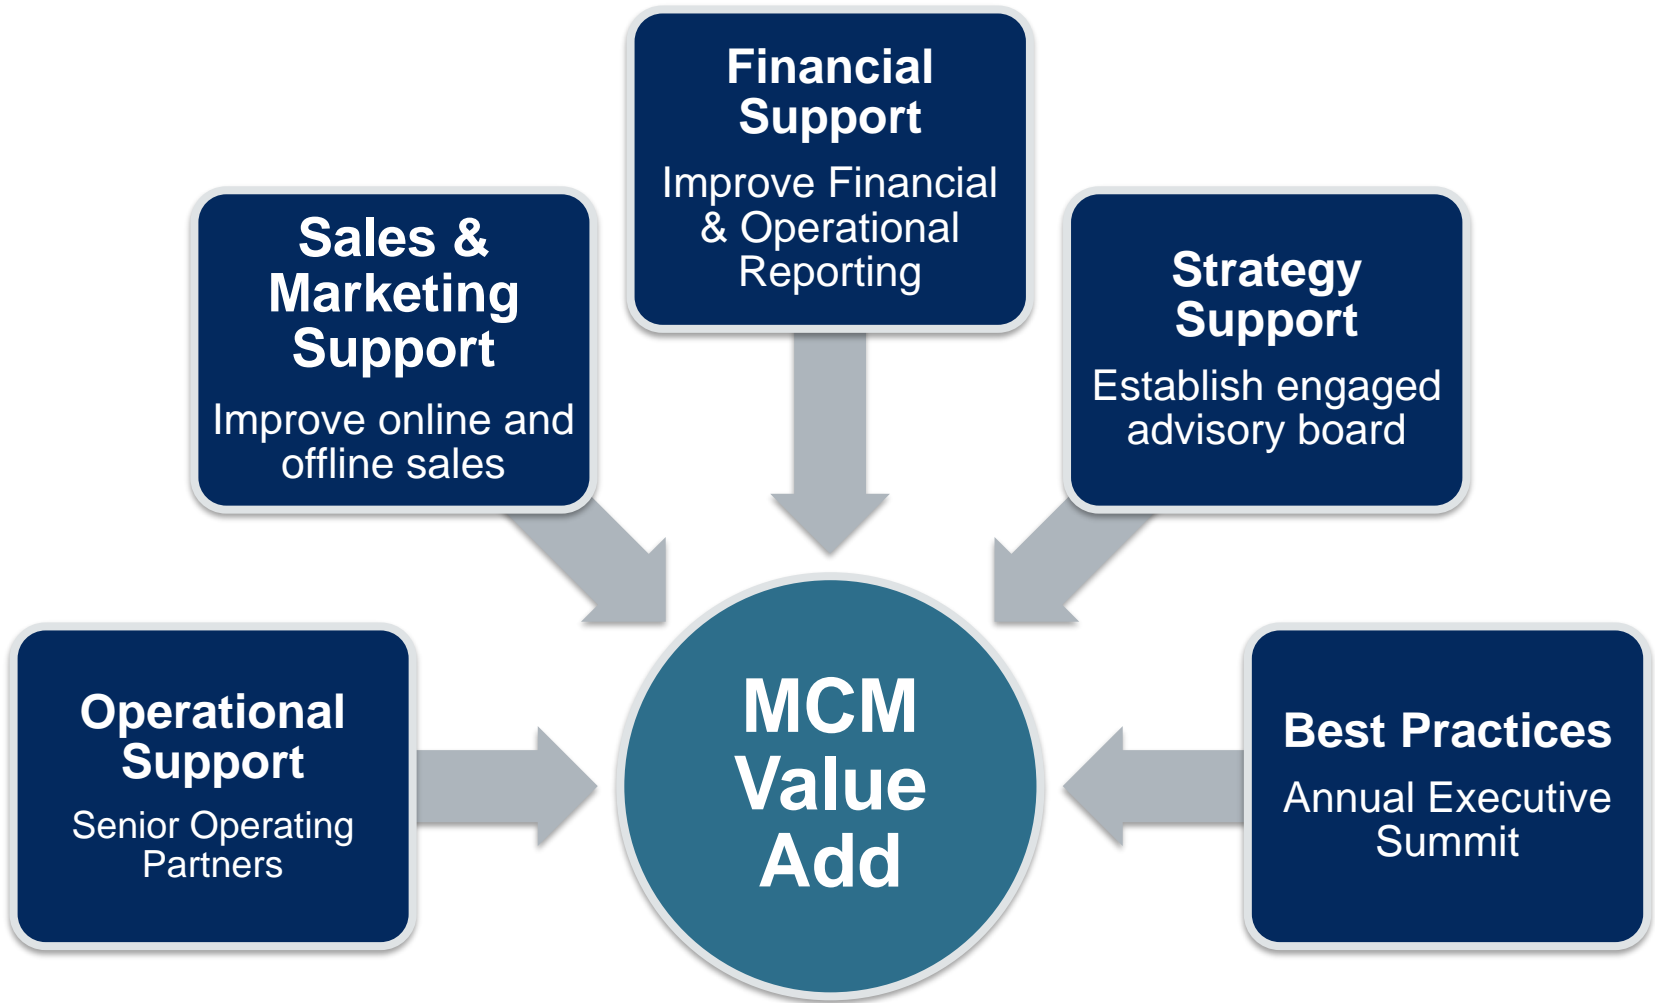 Financial
Support
Improve Financial
& Operational
Reporting
Sales &
Marketing
Support
Improve online and
offline sales
Strategy
Support
Establish engaged
advisory board
Operational
Support
Senior Operating
Partners
MCM
Value
Add
Best Practices
Annual Executive
Summit